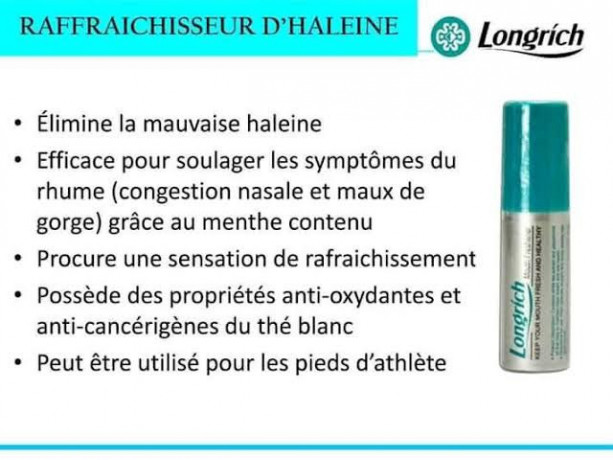 RAFFRAICHISSEUR D'HALEINE
Longrich
• Élimine la mauvaise haleine
• Efficace pour soulager les symptômes du
rhume (congestion nasale et maux de
gorge) grâce au menthe contenu
• Procure une sensation de rafraichissement
• Possède des propriétés anti-oxydantes et
anti-cancérigènes du thé blanc
• Peut être utilisé pour les pieds d'athlète
Longrich
KEEP YOUR MOUTH FRESH AND HEALTHY